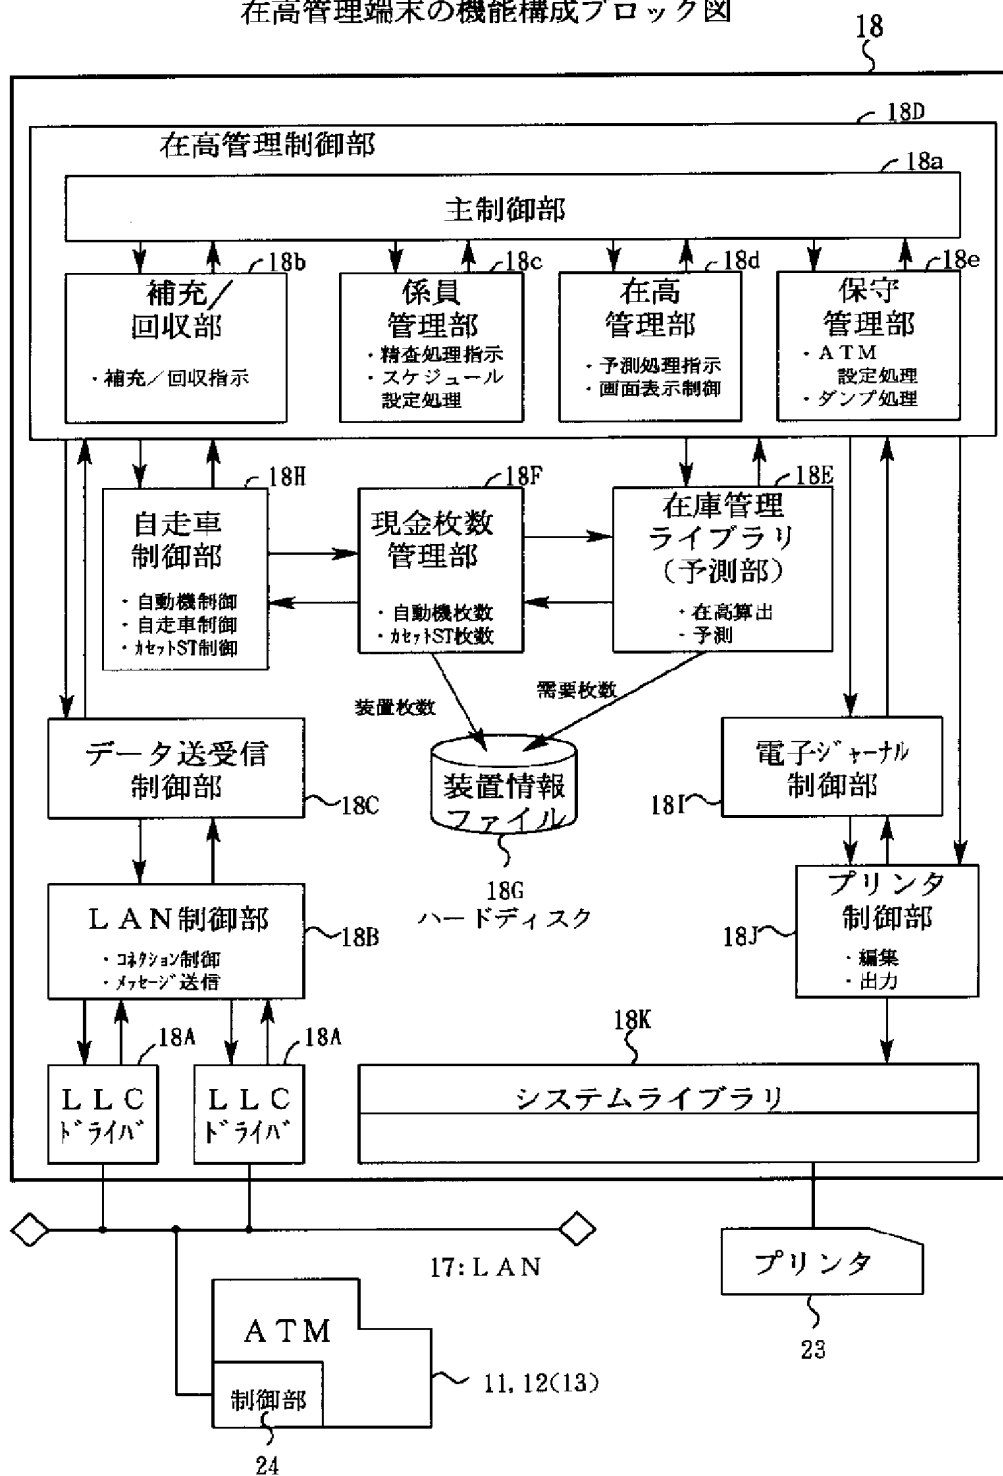 在高管理端末の機能構成ブロック図
18
18D
在高管理制御部
18a
主制御部
18b
補充／
回収部
・補充／回収指示
18c
係員
管理部
・精査処理指示
・スケジュール
設定処理
18d
在高
管理部
・予測処理指示
・画面表示制御
18e
保守
管理部
・ＡＴＭ
設定処理
・ダンプ処理
18H
自走車
制御部
・自動機制御
・自走車制御
・ｶｾｯﾄST制御
18F
現金枚数
管理部
・自動機枚数
・ｶｾｯﾄST枚数
18E
在庫管理
ライブラリ
(予測部)
・在高算出
・予測
装置枚数
需要枚数
データ送受信
制御部
18C
装置情報
ファイル
18G
ハードディスク
電子ｼﾞｬｰﾅﾙ
制御部
18I
ＬＡＮ制御部
・ｺﾈｸｼｮﾝ制御
・ﾒｯｾｰｼﾞ送信
18B
プリンタ
制御部
・編集
・出力
18J
18A
ＬＬＣ
ﾄﾞﾗｲﾊﾞ
18A
ＬＬＣ
ﾄﾞﾗｲﾊﾞ
18K
システムライブラリ
17:ＬＡＮ
プリンタ
23
ＡＴＭ
制御部
11,12(13)
24